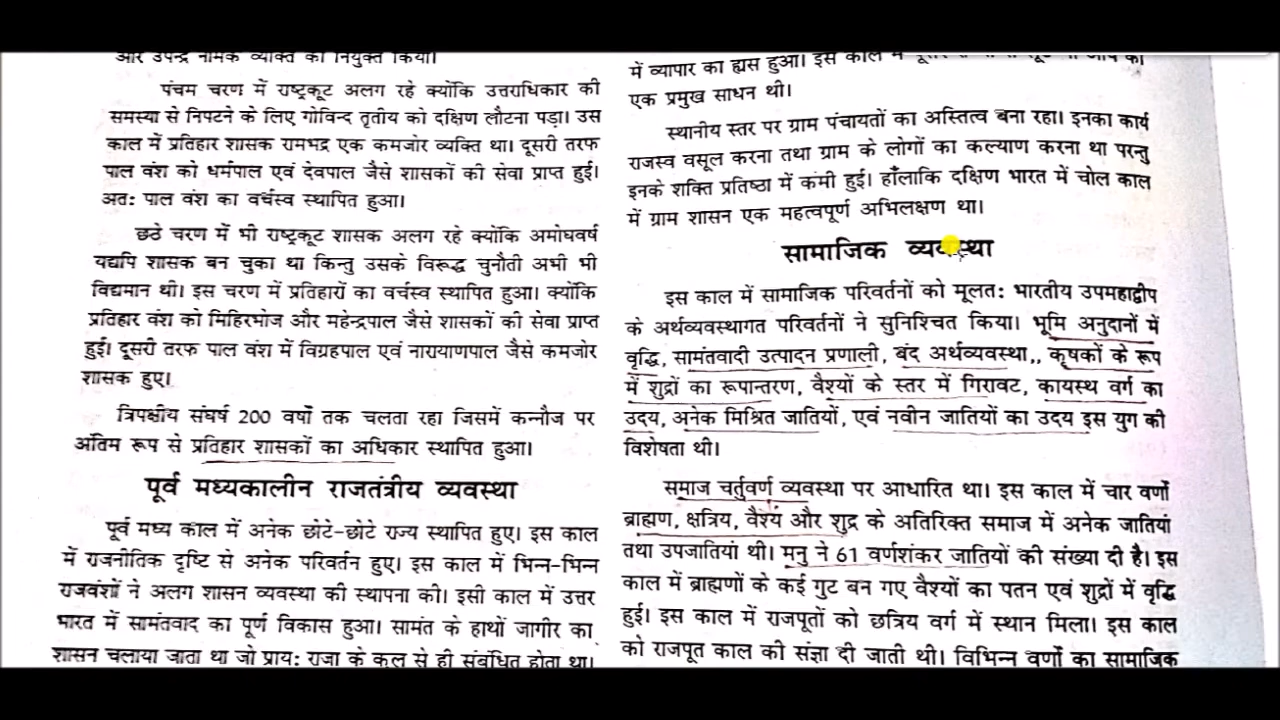 और उपेन्द्र नामक व्यक्ति को नियुक्त किया।
पंचम चरण में राष्ट्रकूट अलग रहे क्योंकि उत्तराधिकार की
समस्या से निपटने के लिए गोविन्द तृतीय को दक्षिण लौटना पड़ा। उस
काल में प्रतिहार शासक रामभद्र एक कमजोर व्यक्ति था। दूसरी तरफ
पाल वंश को धर्मपाल एवं देवपाल जैसे शासकों की सेवा प्राप्त हुई।
अत: पाल वंश का वर्चस्व स्थापित हुआ।
छठे चरण में भी राष्ट्रकूट शासक अलग रहे क्योंकि अमोघवर्ष
यद्यपि शासक बन चुका था किन्तु उसके विरूद्ध चुनौती अभी भी
विद्यमान थी। इस चरण में प्रतिहारों का वर्चस्व स्थापित हुआ। क्योंकि
प्रतिहार वंश को मिहिरभोज और महेन्द्रपाल जैसे शासकों की सेवा प्राप्त
हुई। दूसरी तरफ पाल वंश में विग्रहपाल एवं नारायाणपाल जैसे कमजोर
शासक हुए।
त्रिपक्षीय संघर्ष 200 वर्षों तक चलता रहा जिसमें कन्नौज पर
अंतिम रूप से प्रतिहार शासकों का अधिकार स्थापित हुआ।
पूर्व मध्यकालीन राजतंत्रीय व्यवस्था
पूर्व मध्य काल में अनेक छोटे-छोटे राज्य स्थापित हुए। इस काल
में राजनीतिक दृष्टि से अनेक परिवर्तन हुए। इस काल में भिन्न-भिन्न
राजवंशों ने अलग शासन व्यवस्था की स्थापना की। इसी काल में उत्तर
भारत में सामंतवाद का पूर्ण विकास हुआ। सामंत के हाथों जागीर का
शासन चलाया जाता था जो प्राय: राजा के कुल से ही संबंधित होता था।
में व्यापार का ह्यस हुआ। इस काल में
एक प्रमुख साधन थी।
स्थानीय स्तर पर ग्राम पंचायतों का अस्तित्व बना रहा। इनका कार्य
राजस्व वसूल करना तथा ग्राम के लोगों का कल्याण करना था परन्तु
इनके शक्ति प्रतिष्ठा में कमी हुई। हाँलाकि दक्षिण भारत में चोल काल
में ग्राम शासन एक महत्वपूर्ण अभिलक्षण था।
सामाजिक व्यवस्था
इस काल में सामाजिक परिवर्तनों को मूलत: भारतीय उपमहाद्वीप
के अर्थव्यवस्थागत परिवर्तनों ने सुनिश्चित किया। भूमि अनुदानों में
वृद्धि, सामंतवादी उत्पादन प्रणाली, बंद अर्थव्यवस्था,, कृषकों के रूप
में शुद्रों का रूपान्तरण, वैश्यों के स्तर में गिरावट, कायस्थ वर्ग का
उदय, अनेक मिश्रित जातियों, एवं नवीन जातियों का उदय इस युग की
विशेषता थी।
समाज चर्तुवर्ण व्यवस्था पर आधारित था। इस काल में चार वर्णों
ब्राह्मण, क्षत्रिय, वैश्यं और शुद्र के अतिरिक्त समाज में अनेक जातियां
तथा उपजातियां थी। मनु ने 61 वर्णशंकर जातियों की संख्या दी है। इस
काल में ब्राह्मणों के कई गुट बन गए वैश्यों का पतन एवं शुद्रों में वृद्धि
हुई। इस काल में राजपूतों को छत्रिय वर्ग में स्थान मिला। इस काल
को राजपूत काल की संज्ञा दी जाती थी। विभिन्न वर्णों का सामाजिक